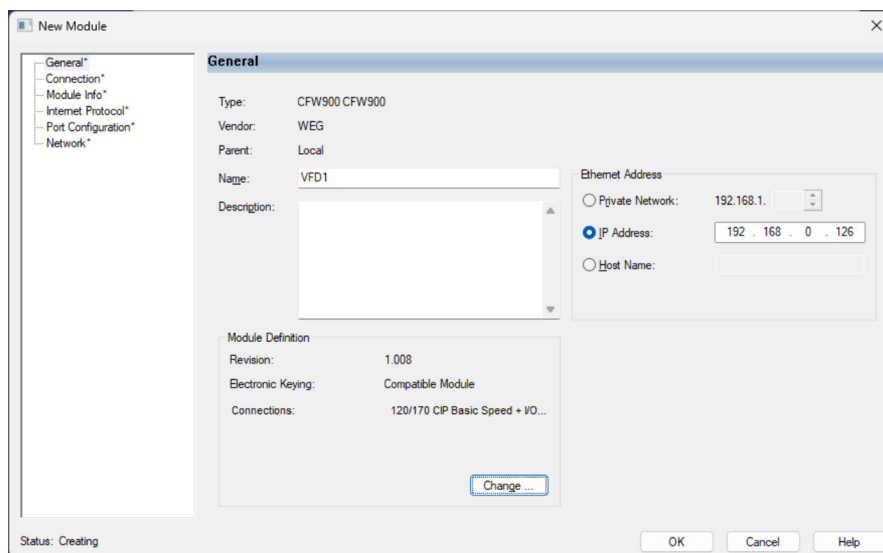 New Module
General*
Connection*
Module Info*
Internet Protocol*
Port Configuration*
Network*
General
Type: CFW900 CFW900
Vendor: WEG
Parent: Local
Name: VFD1
Description:
Ethernet Address
Private Network: 192.168.1.
IP Address: 192 . 168 . 0 . 126
Host Name:
Module Definition
Revision: 1.008
Electronic Keying: Compatible Module
Connections: 120/170 CIP Basic Speed + I/O...
Change ...
Status: Creating
OK Cancel Help